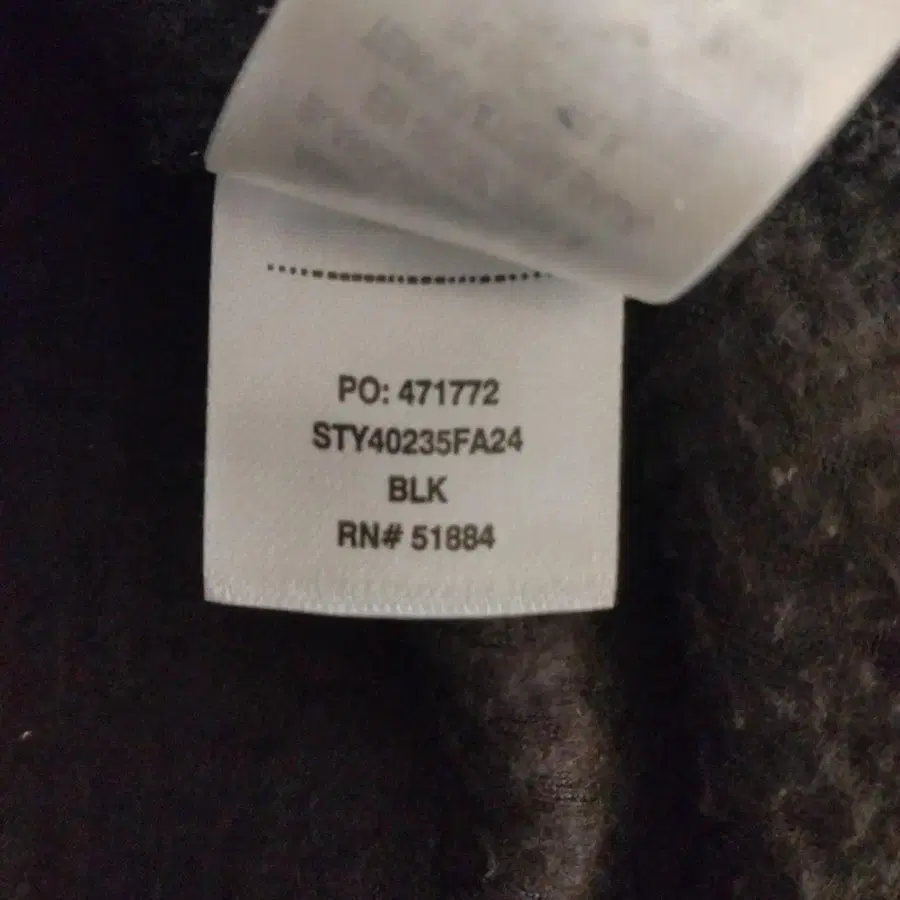 PO: 471772
STY40235FA24
BLK
RN# 51884